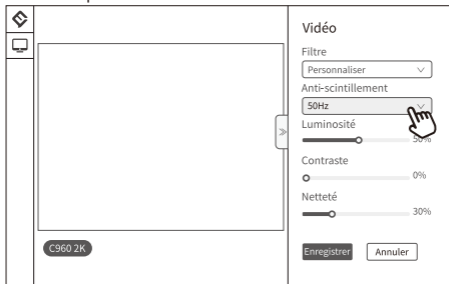 Vidéo
Filtre
Personnaliser
Anti-scintillement
50Hz
Luminosité
50%
Contraste
0%
Netteté
30%
C960 2K
Enregistrer
Annuler